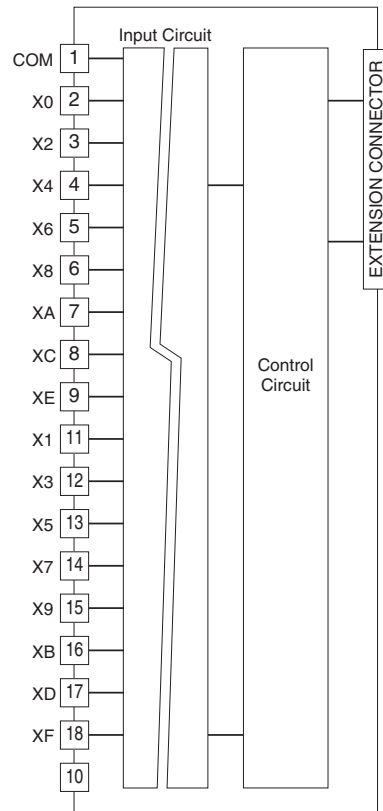 Input Circuit
COM 1
X0 2
X2 3
X4 4
X6 5
X8 6
XA 7
XC 8
XE 9
X1 11
X3 12
X5 13
X7 14
X9 15
XB 16
XD 17
XF 18
10
Control
Circuit
EXTENSION CONNECTOR